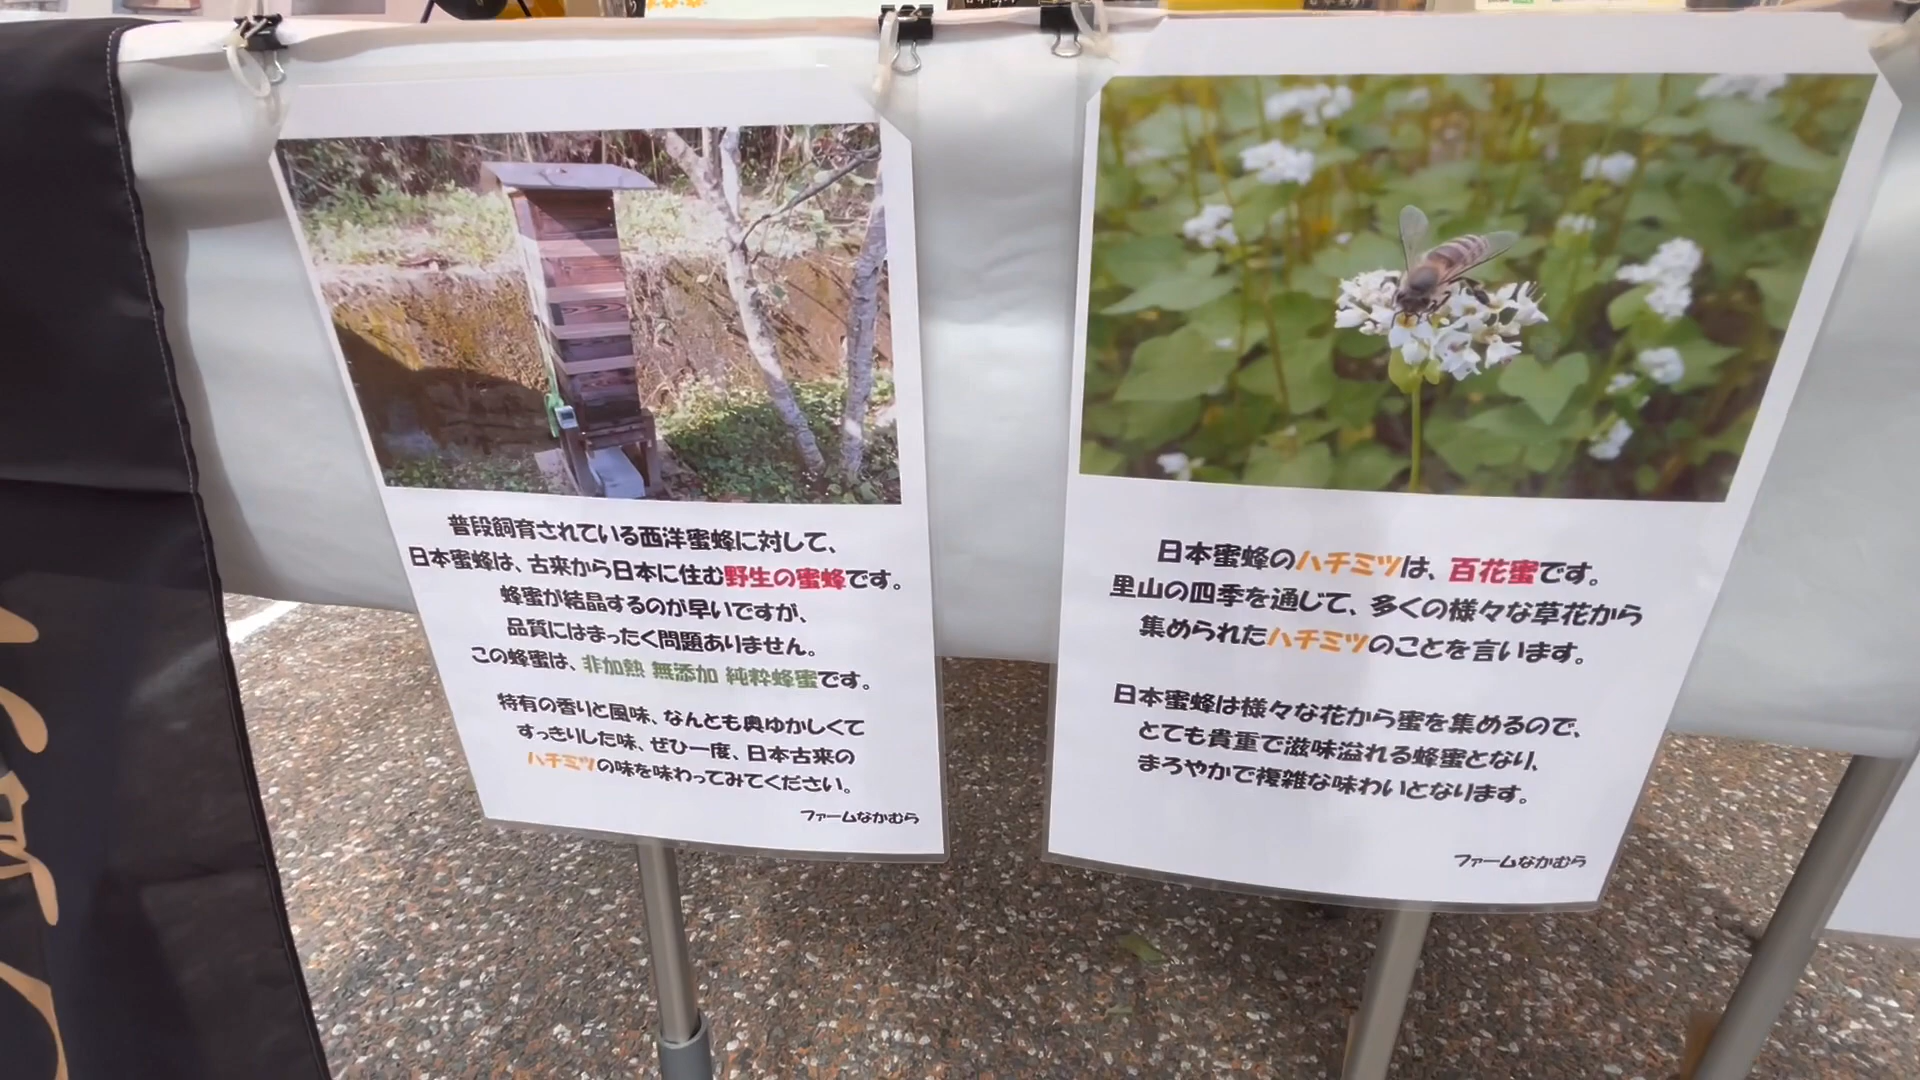 普段飼育されている西洋蜜蜂に対して、
日本蜜蜂は、古来から日本に住む野生の蜜蜂です。
蜂蜜が結晶するのが早いですが、
品質にはまったく問題ありません。
この蜂蜜は、非加熱 無添加 純粋蜂蜜です。
特有の香りと風味、なんとも奥ゆかしくて
すっきりした味、ぜひ一度、日本古来の
ハチミツの味を味わってみてください。
ファームなかむら
日本蜜蜂のハチミツは、百花蜜です。
里山の四季を通じて、多くの様々な草花から
集められたハチミツのことを言います。
日本蜜蜂は様々な花から蜜を集めるので、
とても貴重で滋味溢れる蜂蜜となり、
まろやかで複雑な味わいとなります。
ファームなかむら